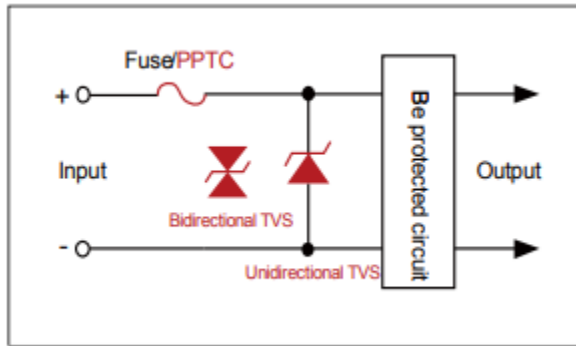 Fuse/PPTC
+
Input
Bidirectional TVS
Be protected circuit
Output
-
Unidirectional TVS